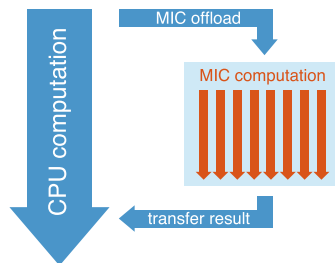 MIC offload
MIC computation
CPU computation
transfer result